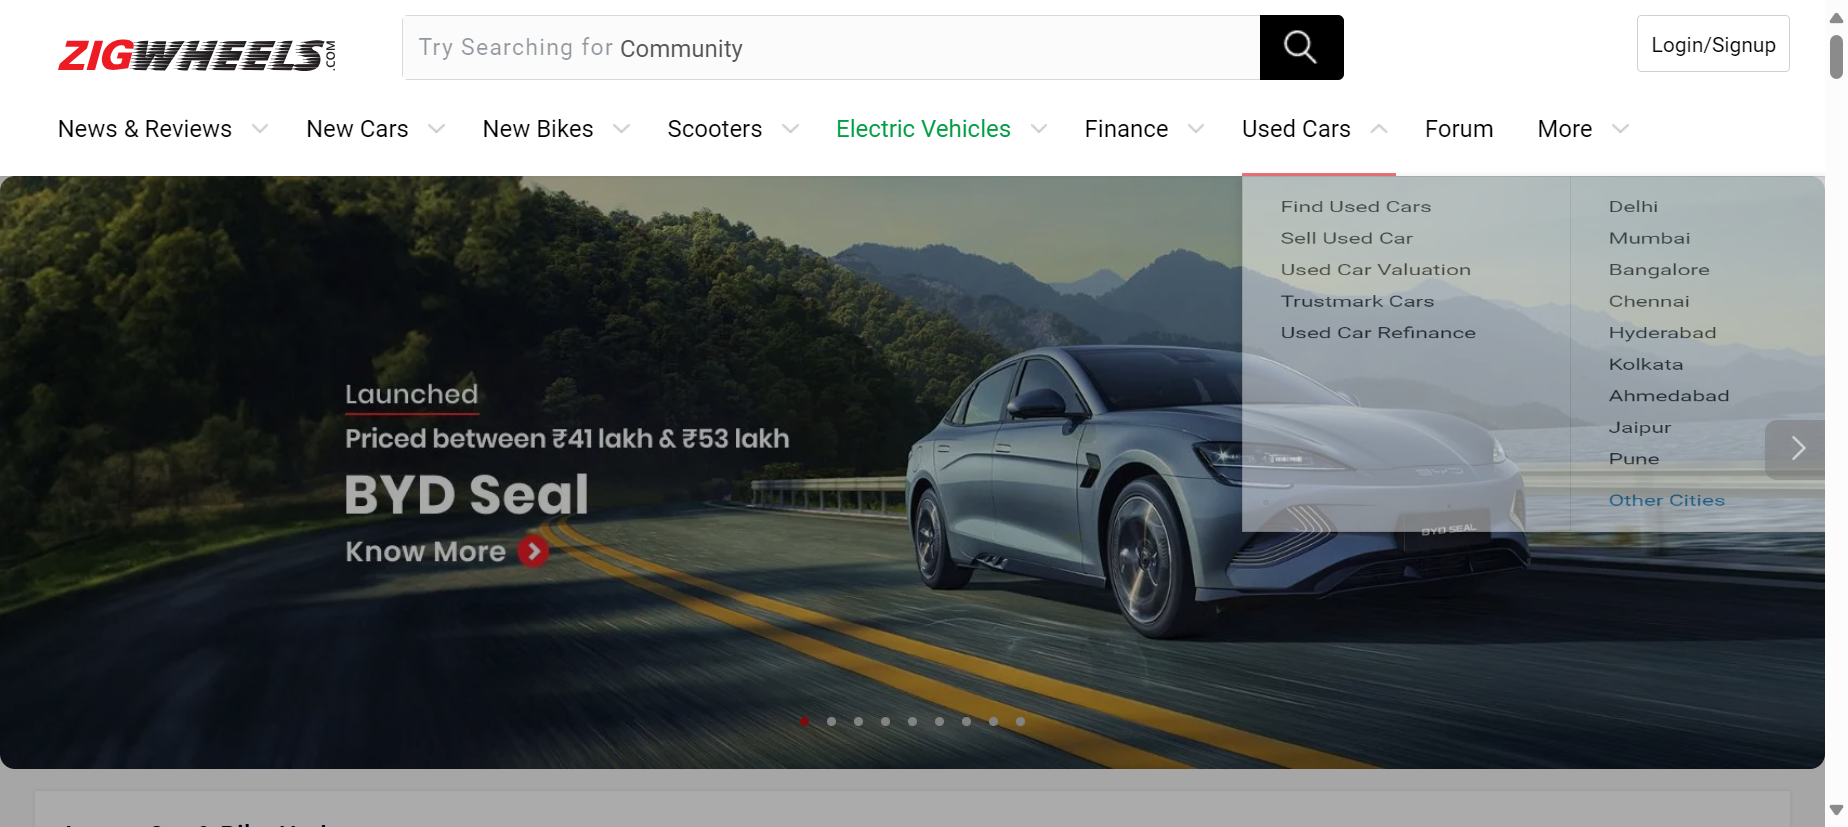 ZIGWHEELS.COM
Try Searching for Community
Login/Signup
News & Reviews
New Cars
New Bikes
Scooters
Electric Vehicles
Finance
Used Cars
Forum
More
Find Used Cars
Sell Used Car
Used Car Valuation
Trustmark Cars
Used Car Refinance
Delhi
Mumbai
Bangalore
Chennai
Hyderabad
Kolkata
Ahmedabad
Jaipur
Pune
Other Cities
Launched
Priced between ₹41 lakh & ₹53 lakh
BYD Seal
Know More
BYD
BYD SEAL